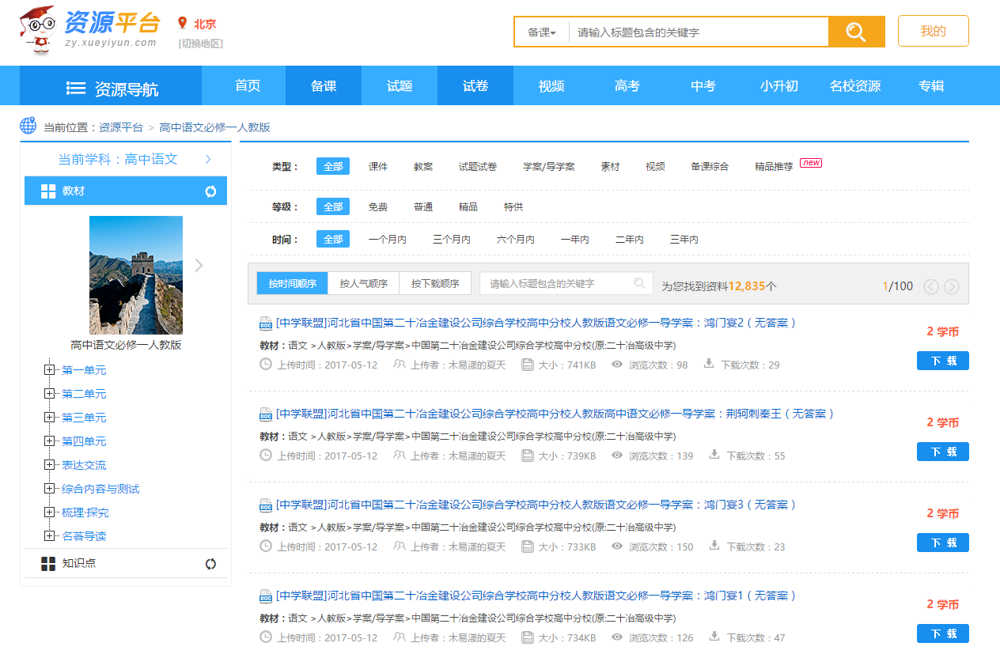 资源平台
zy.xueyiyun.com
北京
[切换地区]
备课 请输入标题包含的关键字
我的
资源导航 首页 备课 试题 试卷 视频 高考 中考 小升初 名校资源 专辑
当前位置：资源平台 > 高中语文必修一人教版
当前学科：高中语文
教材
高中语文必修一人教版
第一单元
第二单元
第三单元
第四单元
表达交流
综合内容与测试
梳理·探究
名著导读
知识点
类型： 全部 课件 教案 试题试卷 学案/导学案 素材 视频 备课综合 精品推荐 new
等级： 全部 免费 普通 精品 特供
时间： 全部 一个月内 三个月内 六个月内 一年内 二年内 三年内
按时间顺序 按人气顺序 按下载顺序 请输入标题包含的关键字 为您找到资料12,835个 1/100
[中学联盟]河北省中国第二十冶金建设公司综合学校高中分校人教版语文必修一导学案：鸿门宴2（无答案）
2 学币
教材：语文 >人教版>学案/导学案>中国第二十冶金建设公司综合学校高中分校(原:二十冶高级中学)
上传时间：2017-05-12 上传者：木易漾的夏天 大小：741KB 浏览次数：98 下载次数：29
下 载
[中学联盟]河北省中国第二十冶金建设公司综合学校高中分校人教版高中语文必修一导学案：荆轲刺秦王（无答案）
2 学币
教材：语文 >人教版>学案/导学案>中国第二十冶金建设公司综合学校高中分校(原:二十冶高级中学)
上传时间：2017-05-12 上传者：木易漾的夏天 大小：739KB 浏览次数：139 下载次数：55
下 载
[中学联盟]河北省中国第二十冶金建设公司综合学校高中分校人教版语文必修一导学案：鸿门宴3（无答案）
2 学币
教材：语文 >人教版>学案/导学案>中国第二十冶金建设公司综合学校高中分校(原:二十冶高级中学)
上传时间：2017-05-12 上传者：木易漾的夏天 大小：733KB 浏览次数：150 下载次数：23
下 载
[中学联盟]河北省中国第二十冶金建设公司综合学校高中分校人教版语文必修一导学案：鸿门宴1（无答案）
2 学币
教材：语文 >人教版>学案/导学案>中国第二十冶金建设公司综合学校高中分校(原:二十冶高级中学)
上传时间：2017-05-12 上传者：木易漾的夏天 大小：734KB 浏览次数：126 下载次数：47
下 载